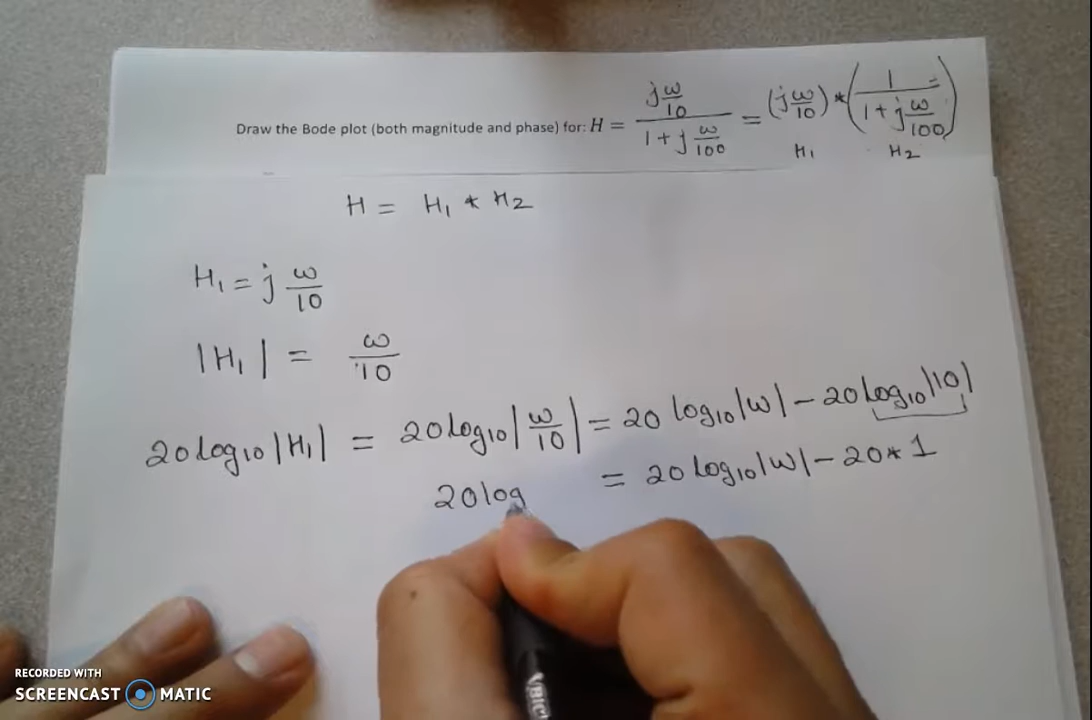 Draw the Bode plot (both magnitude and phase) for: H = (jω/10)/(1+jω/100) = (jω/10) * (1/(1+jω/100))
H₁ H₂
H = H₁ * H₂
H₁ = j ω/10
|H₁| = ω/10
20log₁₀|H₁| = 20log₁₀|ω/10| = 20 log₁₀|ω| - 20log₁₀|10|
20log = 20 log₁₀|ω| - 20*1
RECORDED WITH
SCREENCAST MATIC